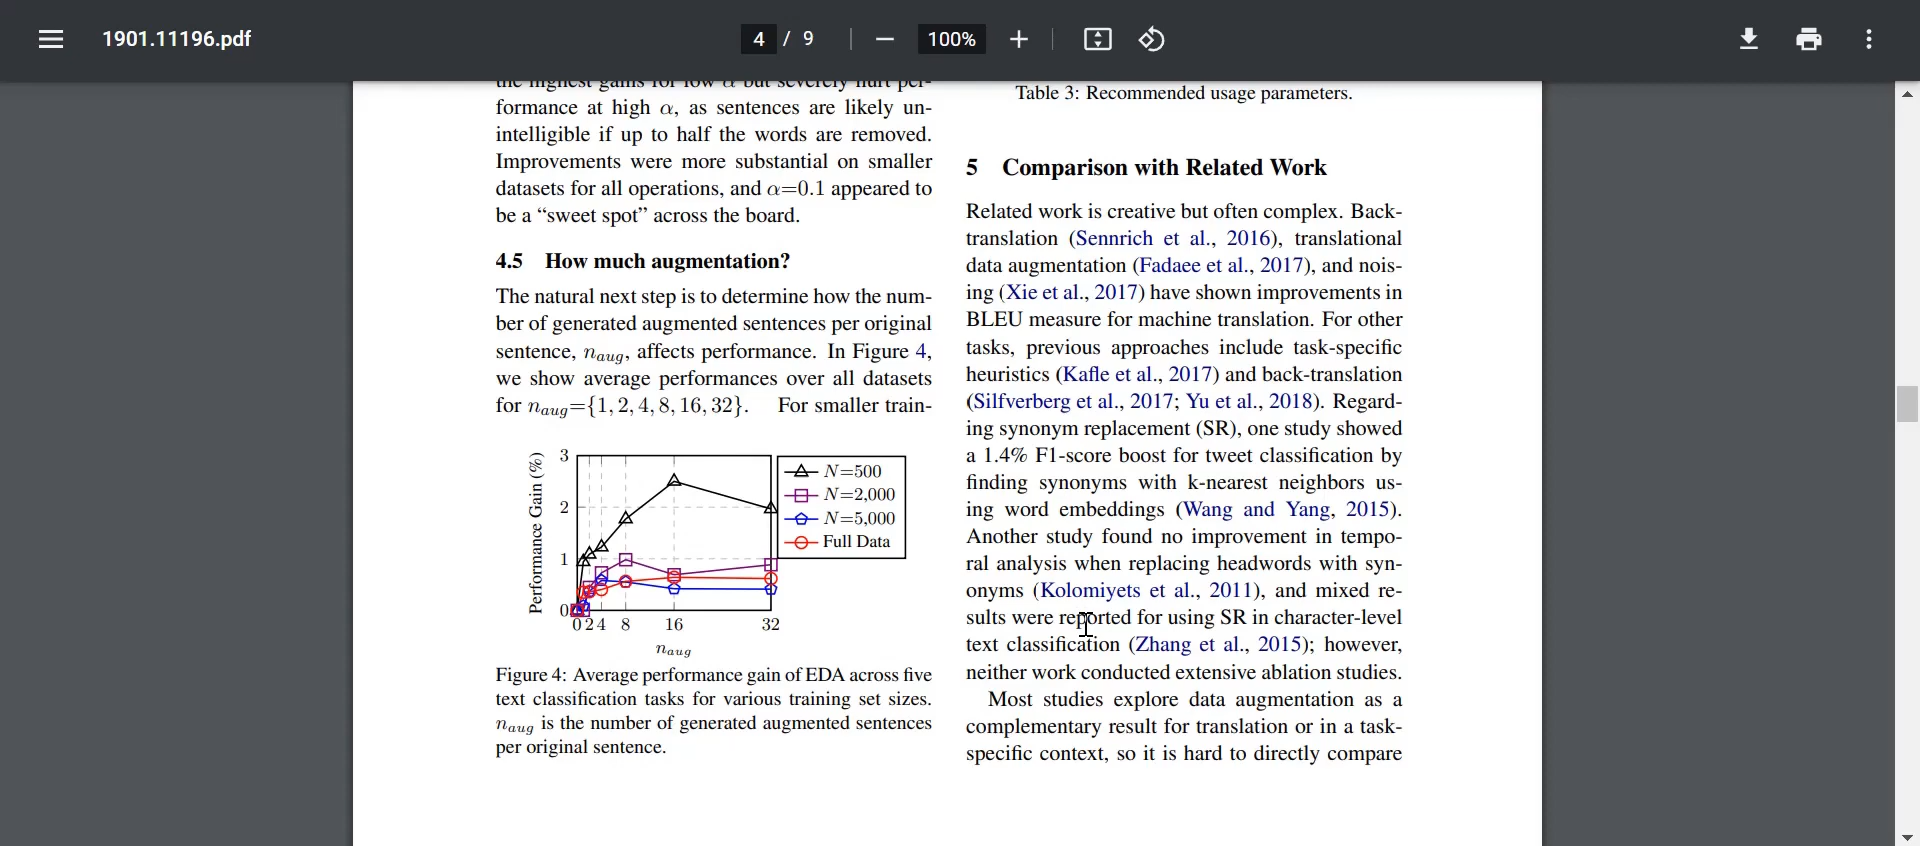 1901.11196.pdf
4 / 9
100%
the highest gains for low α but severely hurt per-
formance at high α, as sentences are likely un-
intelligible if up to half the words are removed.
Improvements were more substantial on smaller
datasets for all operations, and α=0.1 appeared to
be a “sweet spot” across the board.
4.5 How much augmentation?
The natural next step is to determine how the num-
ber of generated augmented sentences per original
sentence, naug, affects performance. In Figure 4,
we show average performances over all datasets
for naug={1, 2, 4, 8, 16, 32}. For smaller train-
Performance Gain (%)
3
2
1
0
0 2 4 8 16 32
naug
N=500
N=2,000
N=5,000
Full Data
Figure 4: Average performance gain of EDA across five
text classification tasks for various training set sizes.
naug is the number of generated augmented sentences
per original sentence.
Table 3: Recommended usage parameters.
5 Comparison with Related Work
Related work is creative but often complex. Back-
translation (Sennrich et al., 2016), translational
data augmentation (Fadaee et al., 2017), and nois-
ing (Xie et al., 2017) have shown improvements in
BLEU measure for machine translation. For other
tasks, previous approaches include task-specific
heuristics (Kafle et al., 2017) and back-translation
(Silfverberg et al., 2017; Yu et al., 2018). Regard-
ing synonym replacement (SR), one study showed
a 1.4% F1-score boost for tweet classification by
finding synonyms with k-nearest neighbors us-
ing word embeddings (Wang and Yang, 2015).
Another study found no improvement in tempo-
ral analysis when replacing headwords with syn-
onyms (Kolomiyets et al., 2011), and mixed re-
sults were reported for using SR in character-level
text classification (Zhang et al., 2015); however,
neither work conducted extensive ablation studies.
Most studies explore data augmentation as a
complementary result for translation or in a task-
specific context, so it is hard to directly compare